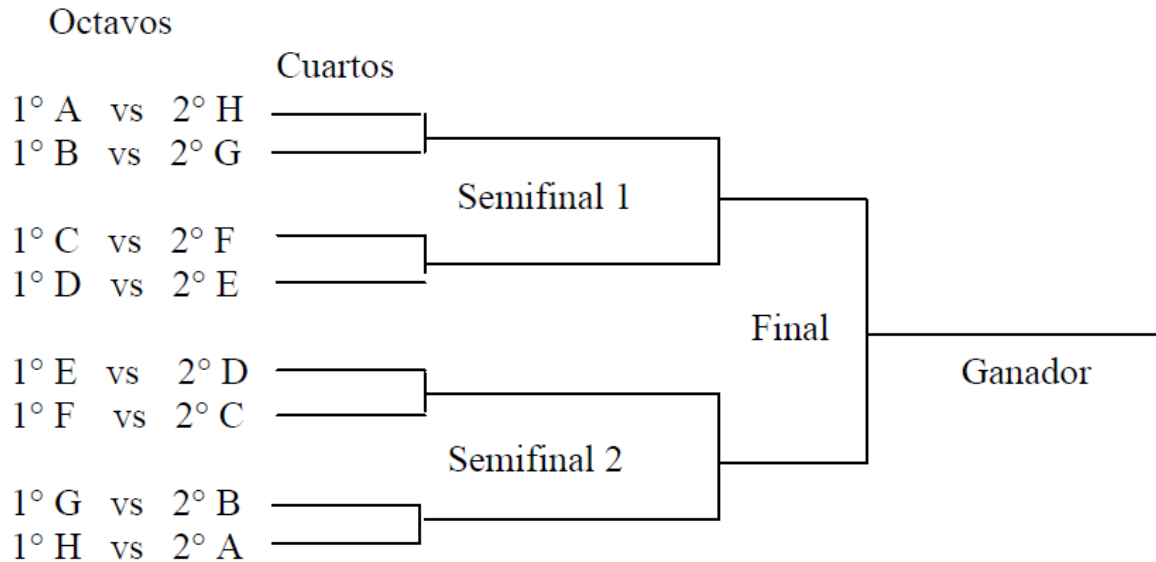 Octavos
Cuartos
1° A vs 2° H
1° B vs 2° G
Semifinal 1
1° C vs 2° F
1° D vs 2° E
Final
1° E vs 2° D
Ganador
1° F vs 2° C
Semifinal 2
1° G vs 2° B
1° H vs 2° A